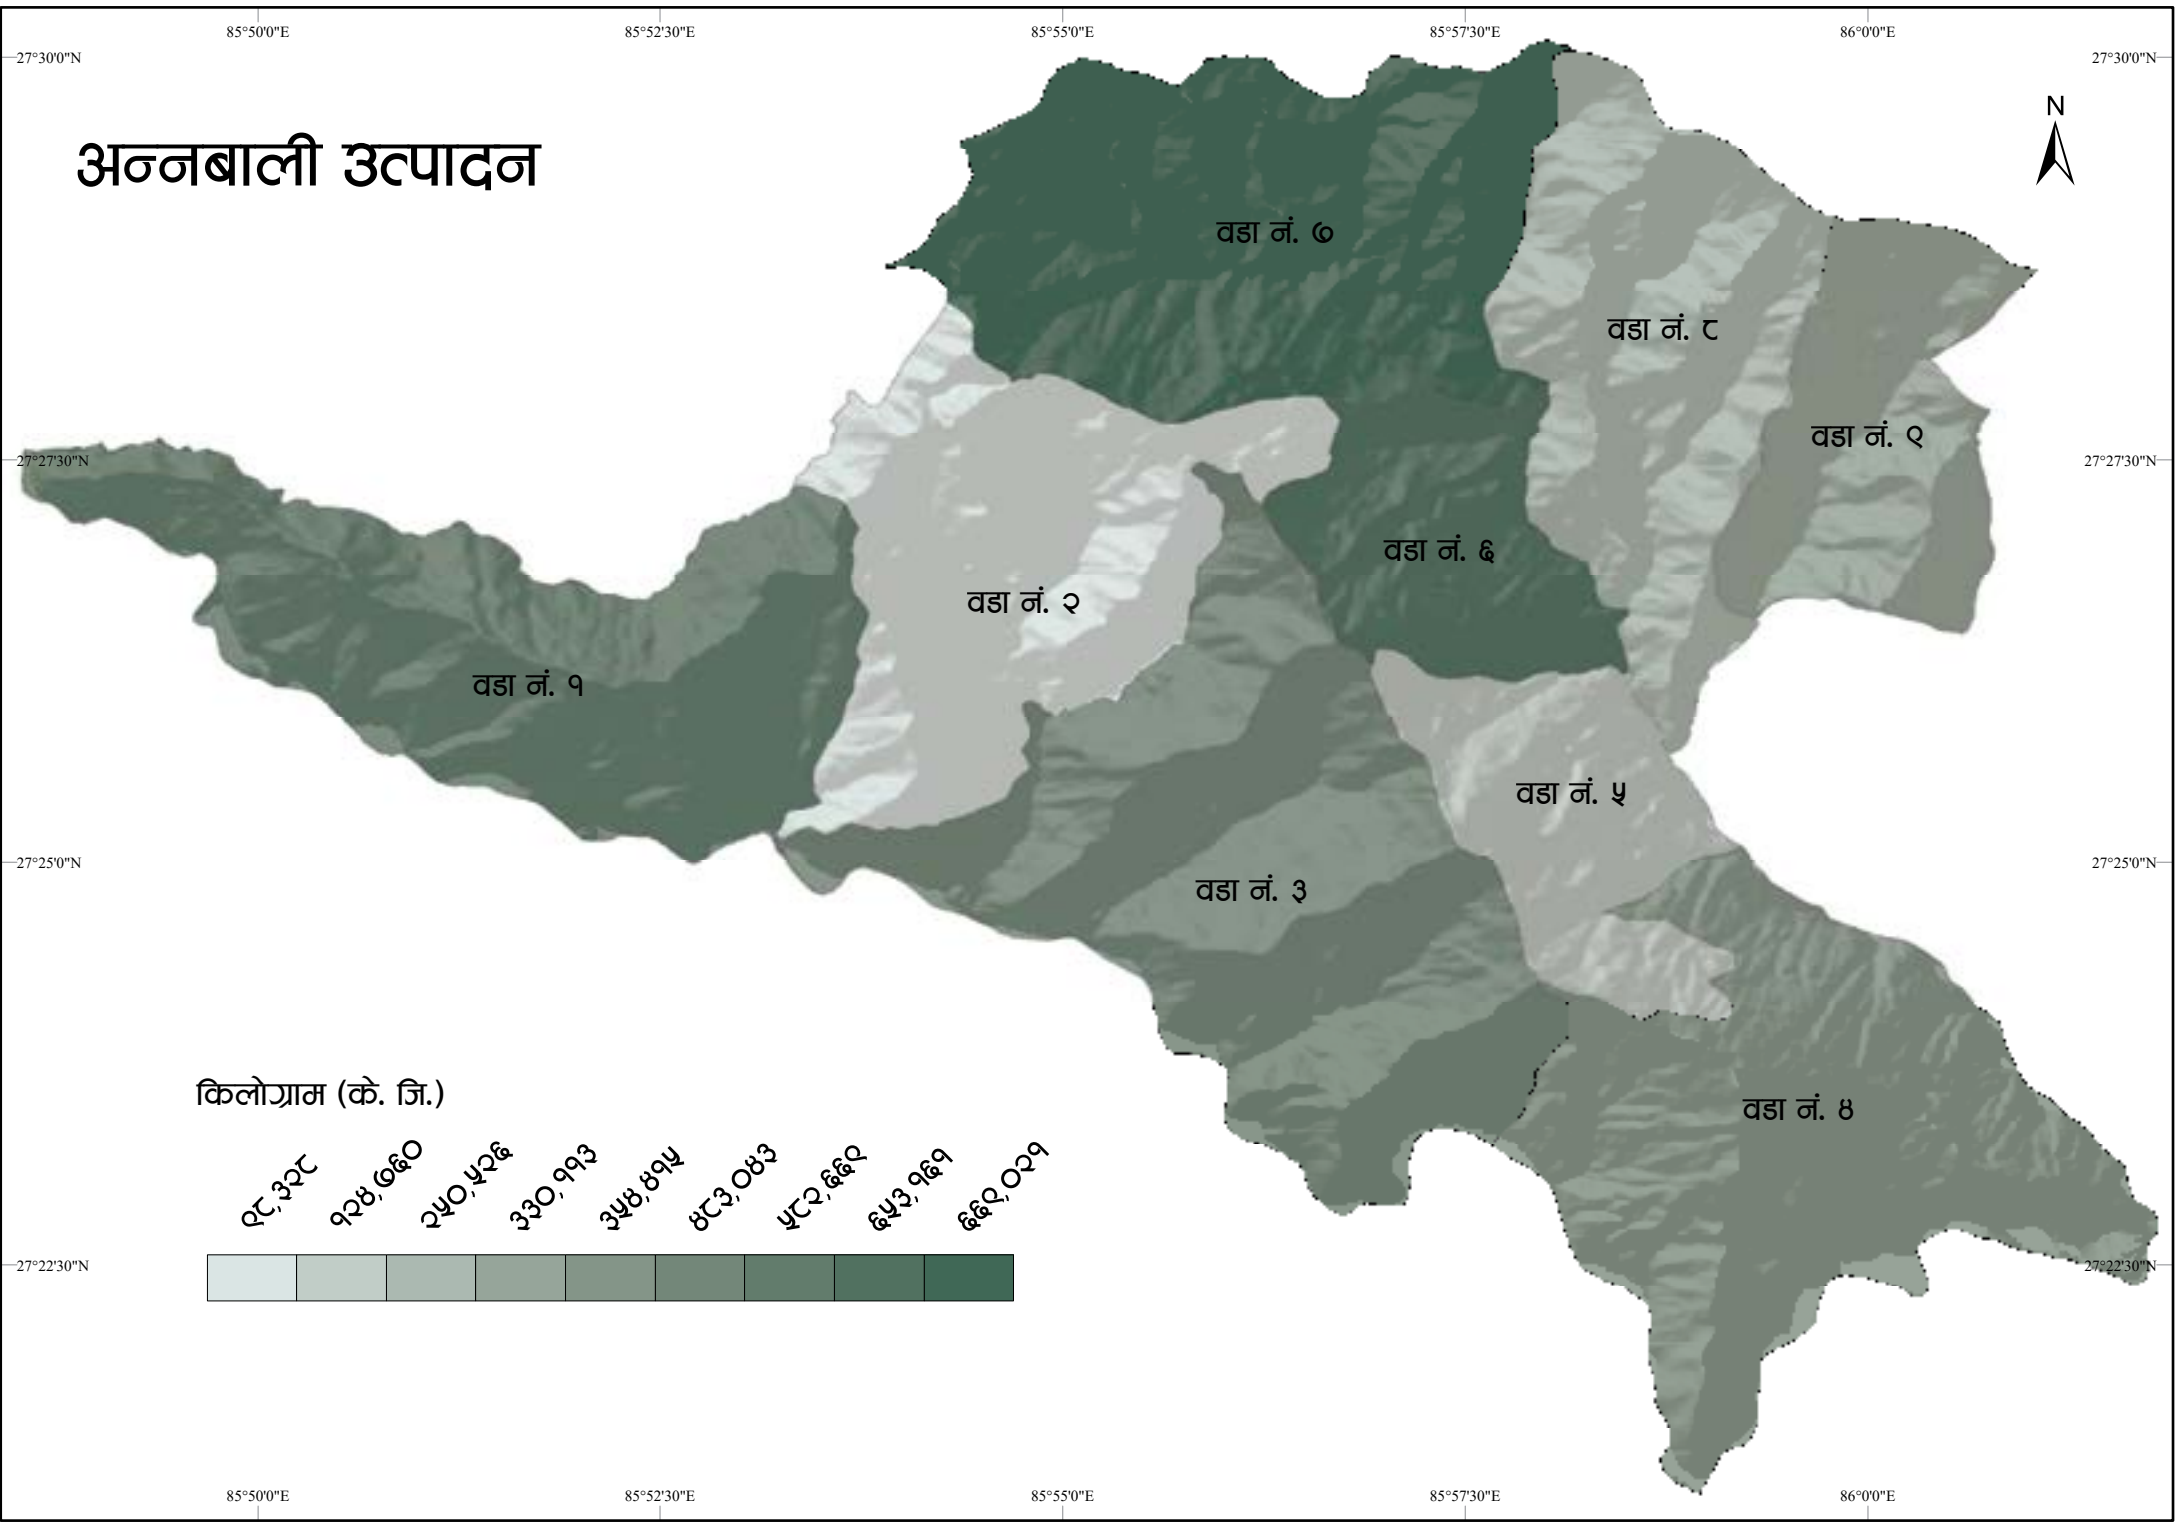 85°50'0"E 85°52'30"E 85°55'0"E 85°57'30"E 86°0'0"E
27°30'0"N 27°30'0"N
N
अन्नबाली उत्पादन
वडा नं. ७
वडा नं. ८
वडा नं. ९
27°27'30"N 27°27'30"N
वडा नं. ६
वडा नं. २
वडा नं. १
वडा नं. ५
27°25'0"N 27°25'0"N
वडा नं. ३
किलोग्राम (के. जि.)
वडा नं. ४
९८,३२८ १२४,७६० २५०,५२६ ३३०,११३ ३५४,४१५ ४८३,०४३ ५८२,६६९ ६५३,१६१ ६६९,०२१
27°22'30"N 27°22'30"N
85°50'0"E 85°52'30"E 85°55'0"E 85°57'30"E 86°0'0"E